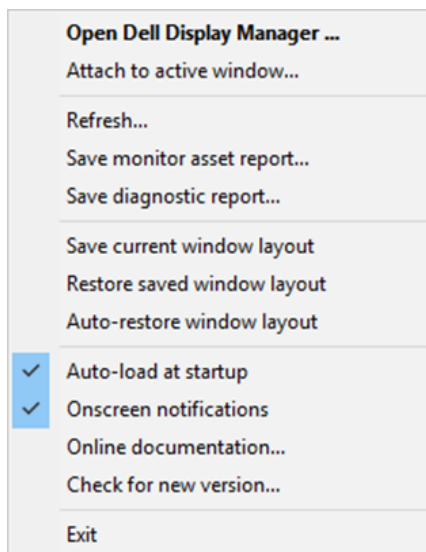 Open Dell Display Manager ...
Attach to active window...
Refresh...
Save monitor asset report...
Save diagnostic report...
Save current window layout
Restore saved window layout
Auto-restore window layout
Auto-load at startup
Onscreen notifications
Online documentation...
Check for new version...
Exit